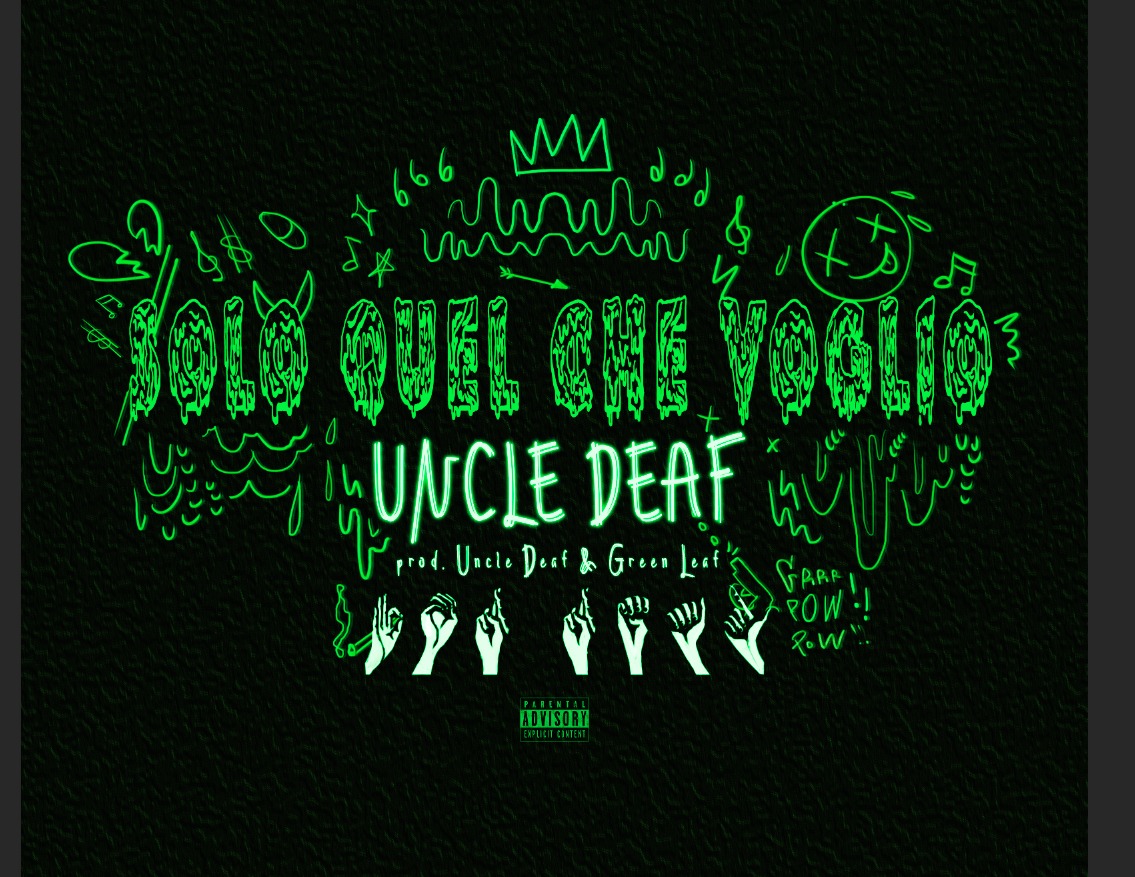 SOLO QUEL CHE VOGLIO
UNCLE DEAF
prod. Uncle Deaf & Green Leaf
GRRR
POW !!
POW !!
PARENTAL
ADVISORY
EXPLICIT CONTENT